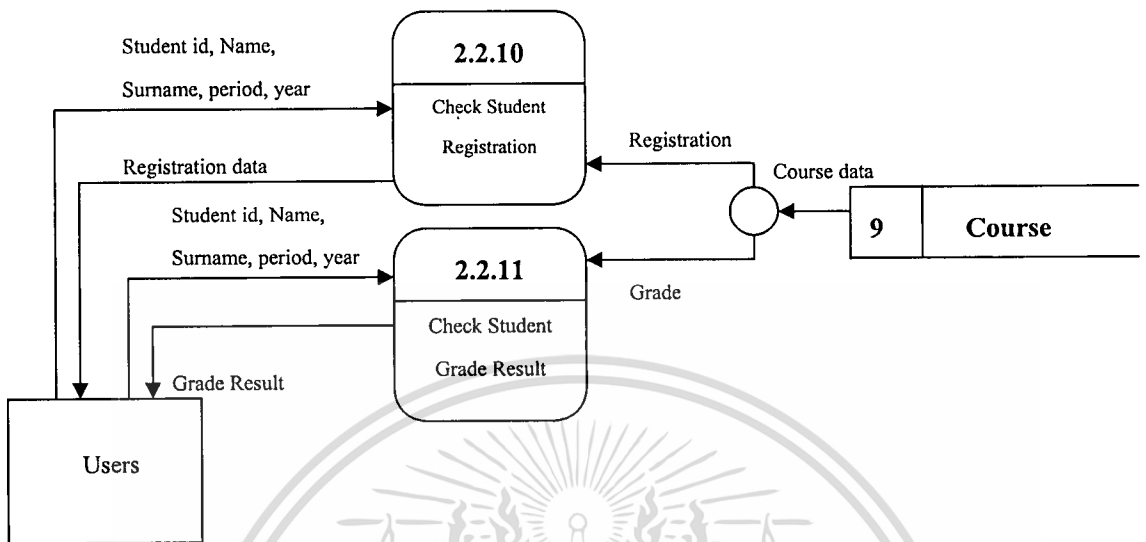 Student id, Name,
Surname, period, year
2.2.10
Check Student
Registration
Registration
Registration data
Course data
Student id, Name,
Surname, period, year
9
Course
2.2.11
Grade
Check Student
Grade Result
Grade Result
Users